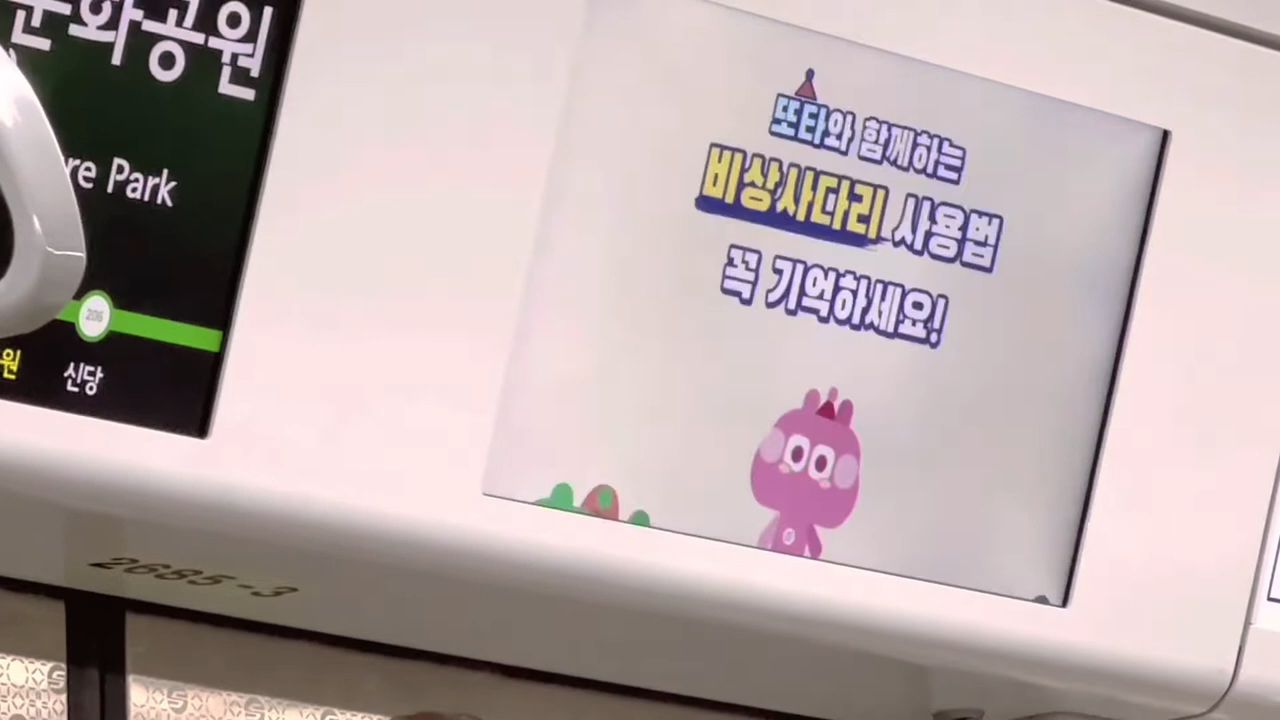 문화공원
re Park
206
원
신당
또타와 함께하는
비상사다리 사용법
꼭 기억하세요!
2685-3